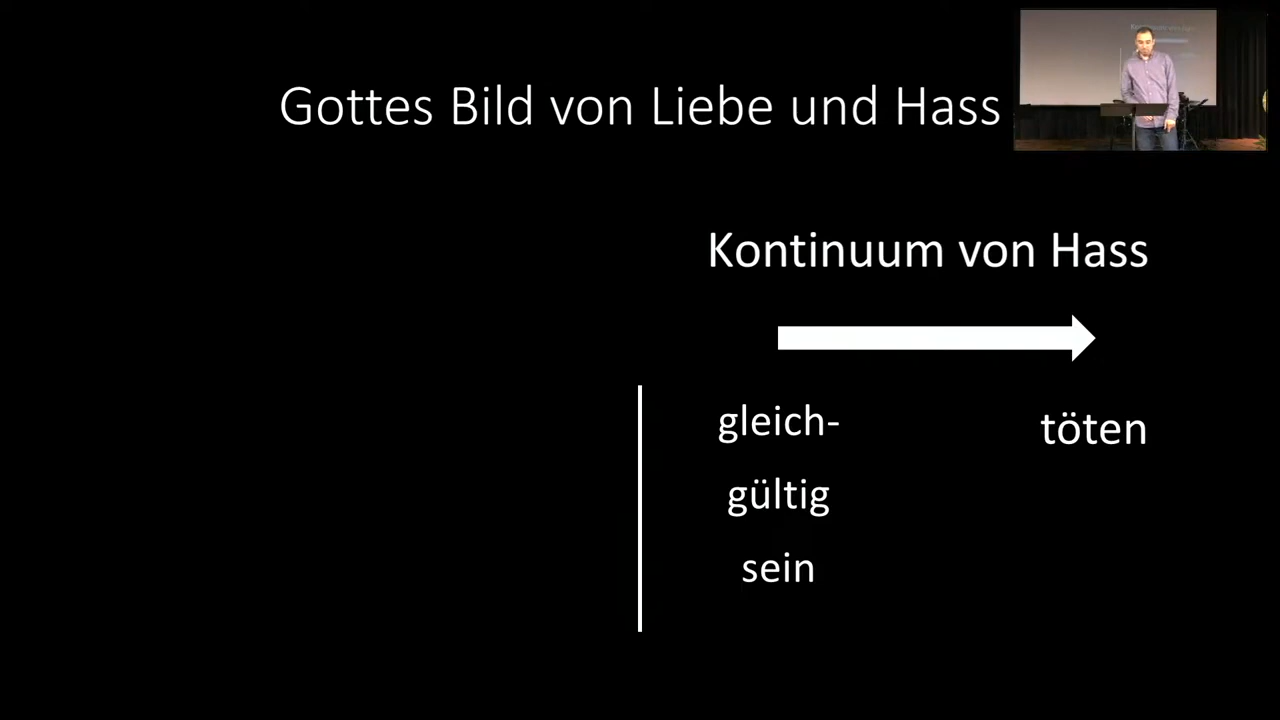 Gottes Bild von Liebe und Hass
Kontinuum von Hass
gleich-
gültig
sein
töten